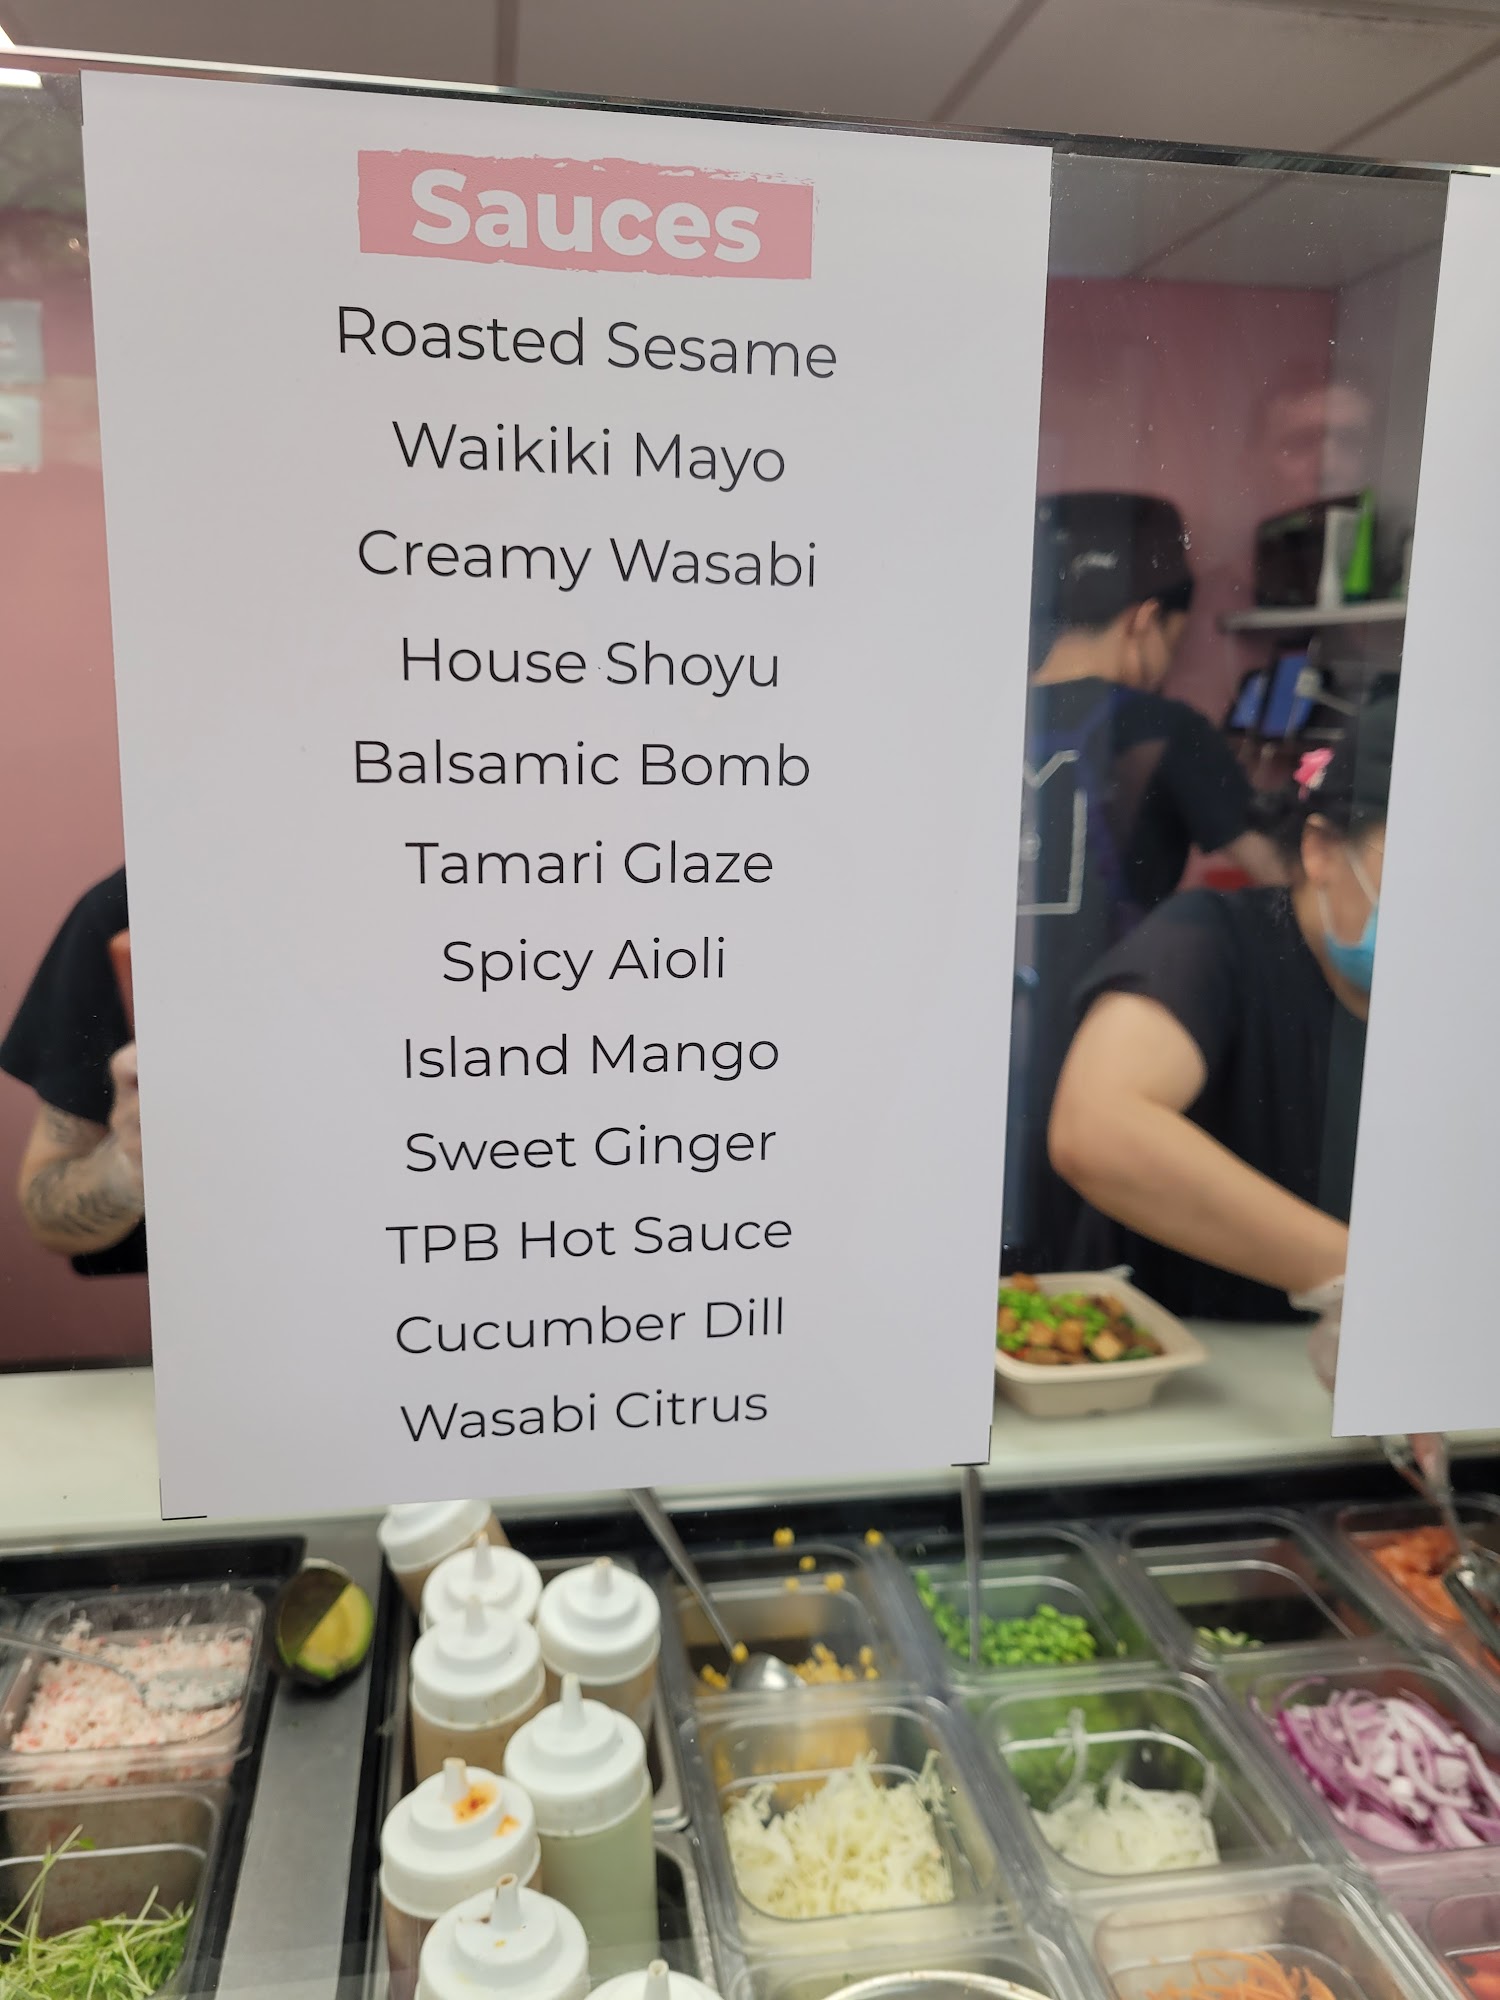 Sauces
Roasted Sesame
Waikiki Mayo
Creamy Wasabi
House Shoyu
Balsamic Bomb
Tamari Glaze
Spicy Aioli
Island Mango
Sweet Ginger
TPB Hot Sauce
Cucumber Dill
Wasabi Citrus